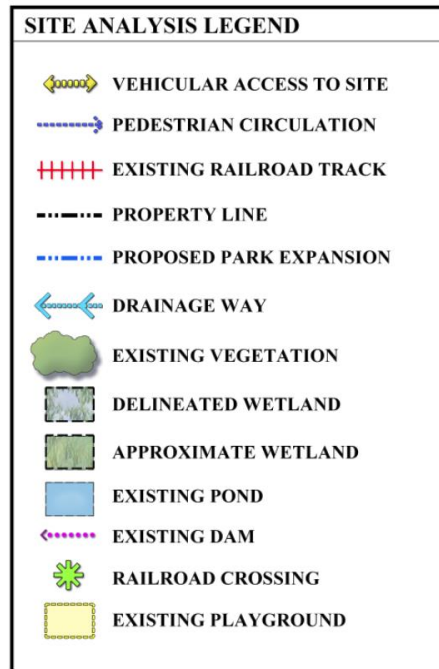 SITE ANALYSIS LEGEND
VEHICULAR ACCESS TO SITE
PEDESTRIAN CIRCULATION
EXISTING RAILROAD TRACK
PROPERTY LINE
PROPOSED PARK EXPANSION
DRAINAGE WAY
EXISTING VEGETATION
DELINEATED WETLAND
APPROXIMATE WETLAND
EXISTING POND
EXISTING DAM
RAILROAD CROSSING
EXISTING PLAYGROUND